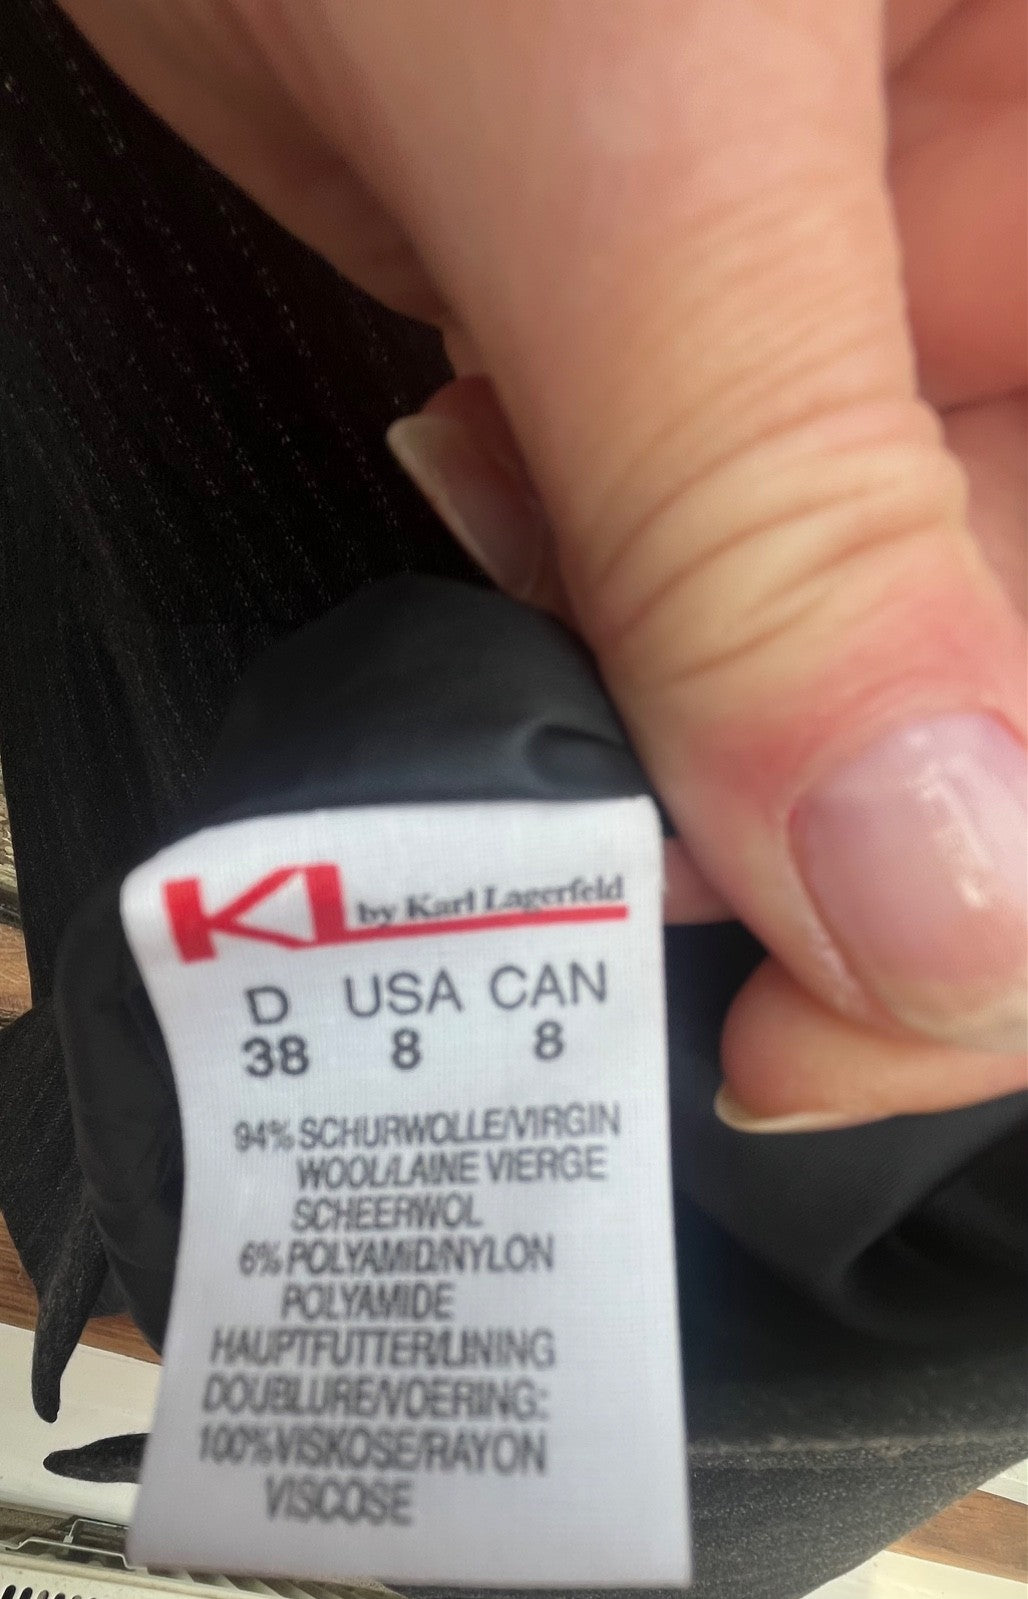 KL by Karl Lagerfeld
D USA CAN
38 8 8
94% SCHURWOLLE/VIRGIN
WOOL/LAINE VIERGE
SCHEERWOL
6% POLYAMID/NYLON
POLYAMIDE
HAUPTFUTTER/LINING
DOUBLURE/VOERING:
100% VISKOSE/RAYON
VISCOSE